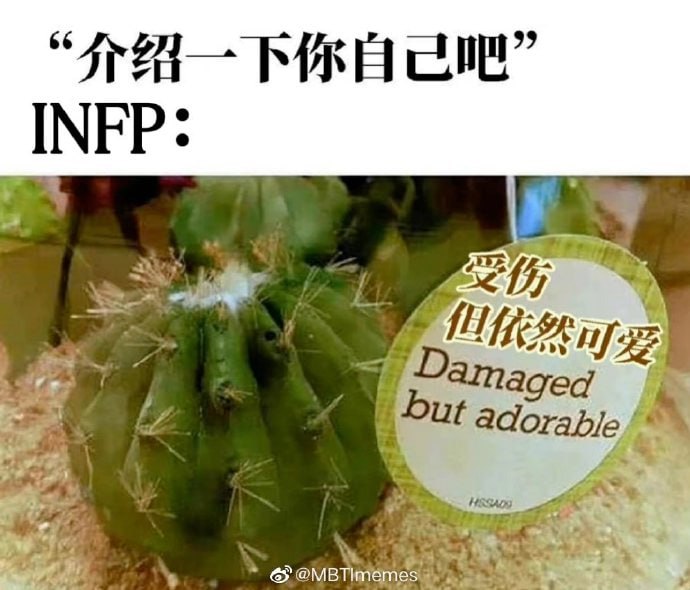 “介绍一下你自己吧”
INFP：
受伤
但依然可爱
Damaged
but adorable
HSSA09
@MBTImemes